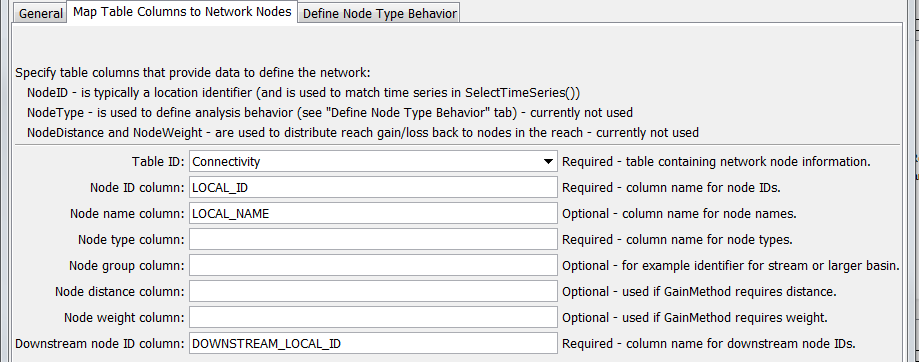 General Map Table Columns to Network Nodes Define Node Type Behavior
Specify table columns that provide data to define the network:
NodeID - is typically a location identifier (and is used to match time series in SelectTimeSeries())
NodeType - is used to define analysis behavior (see "Define Node Type Behavior" tab) - currently not used
NodeDistance and NodeWeight - are used to distribute reach gain/loss back to nodes in the reach - currently not used
Table ID: Connectivity Required - table containing network node information.
Node ID column: LOCAL_ID Required - column name for node IDs.
Node name column: LOCAL_NAME Optional - column name for node names.
Node type column: Required - column name for node types.
Node group column: Optional - for example identifier for stream or larger basin.
Node distance column: Optional - used if GainMethod requires distance.
Node weight column: Optional - used if GainMethod requires weight.
Downstream node ID column: DOWNSTREAM_LOCAL_ID Required - column name for downstream node IDs.